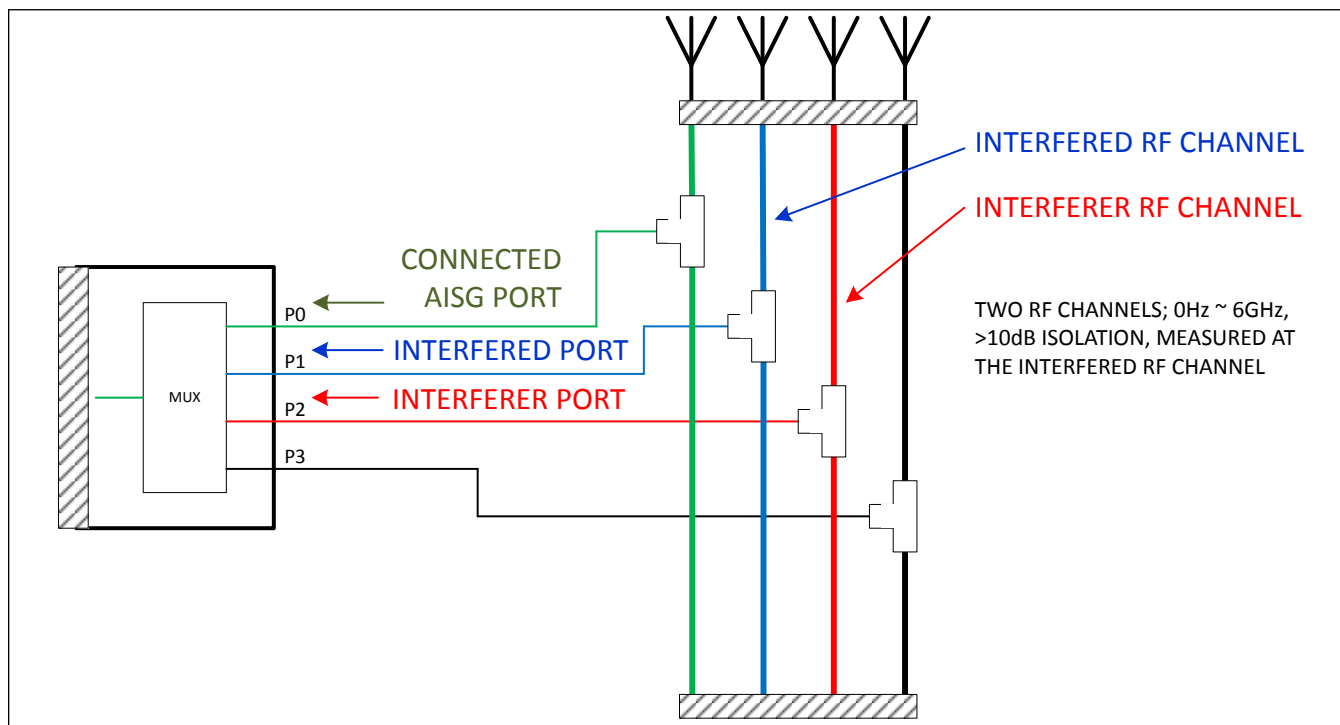 INTERFERED RF CHANNEL
INTERFERER RF CHANNEL
CONNECTED
AISG PORT
P0
INTERFERED PORT
P1
INTERFERER PORT
P2
P3
MUX
TWO RF CHANNELS; 0Hz ~ 6GHz,
>10dB ISOLATION, MEASURED AT
THE INTERFERED RF CHANNEL